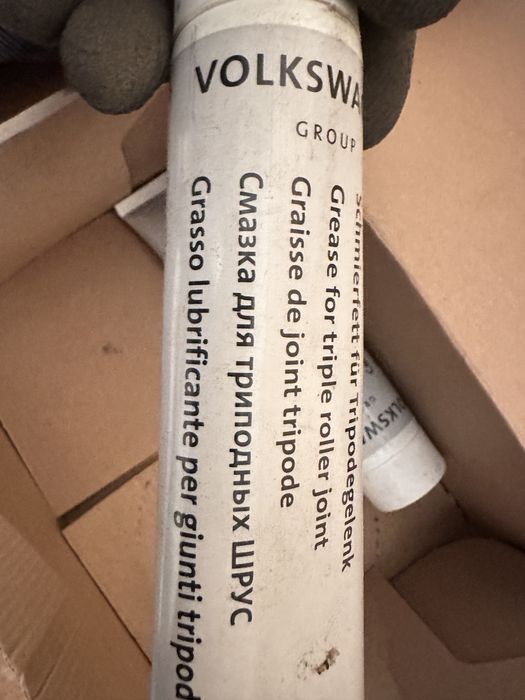 VOLKSWA
GROUP
Schmierfett für Tripodegelenk
Grease for triple roller joint
Graisse de joint tripode
Смазка для триподных ШРУС
Grasso lubrificante per giunti tripod
OLKSWA